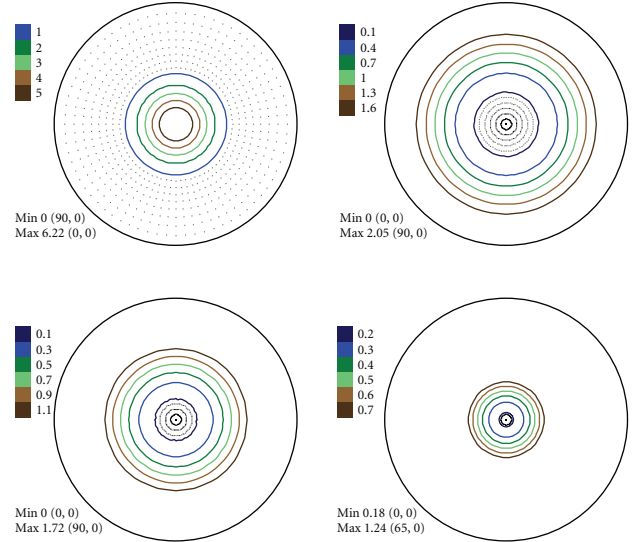 1
2
3
4
5
Min 0 (90, 0)
Max 6.22 (0, 0)
0.1
0.4
0.7
1
1.3
1.6
Min 0 (0, 0)
Max 2.05 (90, 0)
0.1
0.3
0.5
0.7
0.9
1.1
Min 0 (0, 0)
Max 1.72 (90, 0)
0.2
0.3
0.4
0.5
0.6
0.7
Min 0.18 (0, 0)
Max 1.24 (65, 0)